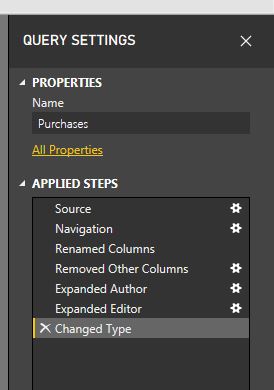 QUERY SETTINGS
PROPERTIES
Name
Purchases
All Properties
APPLIED STEPS
Source
Navigation
Renamed Columns
Removed Other Columns
Expanded Author
Expanded Editor
Changed Type